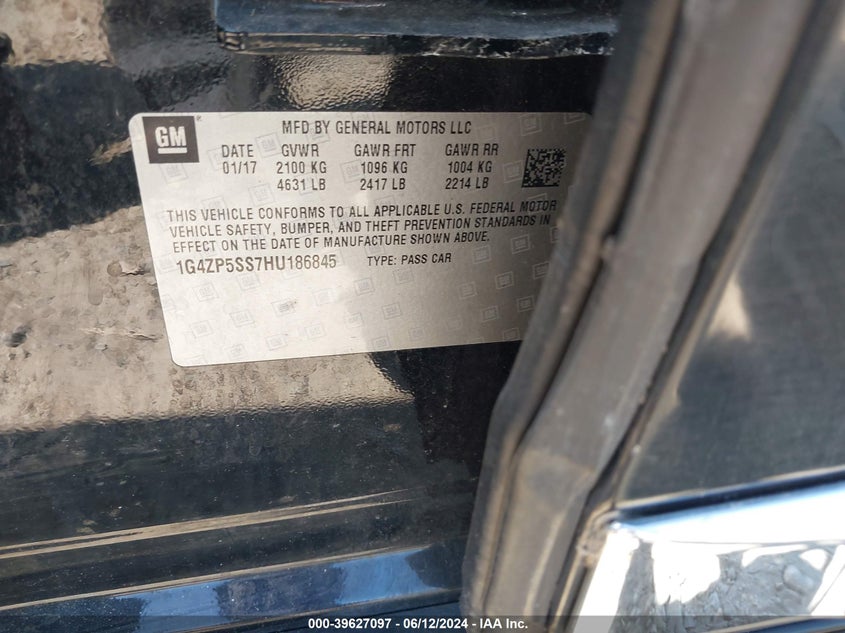 GM
MFD BY GENERAL MOTORS LLC
DATE GVWR GAWR FRT GAWR RR
01/17 2100 KG 1096 KG 1004 KG
4631 LB 2417 LB 2214 LB
THIS VEHICLE CONFORMS TO ALL APPLICABLE U.S. FEDERAL MOTOR
VEHICLE SAFETY, BUMPER, AND THEFT PREVENTION STANDARDS IN
EFFECT ON THE DATE OF MANUFACTURE SHOWN ABOVE.
1G4ZP5SS7HU186845 TYPE: PASS CAR
000-39627097 - 06/12/2024 - IAA Inc.